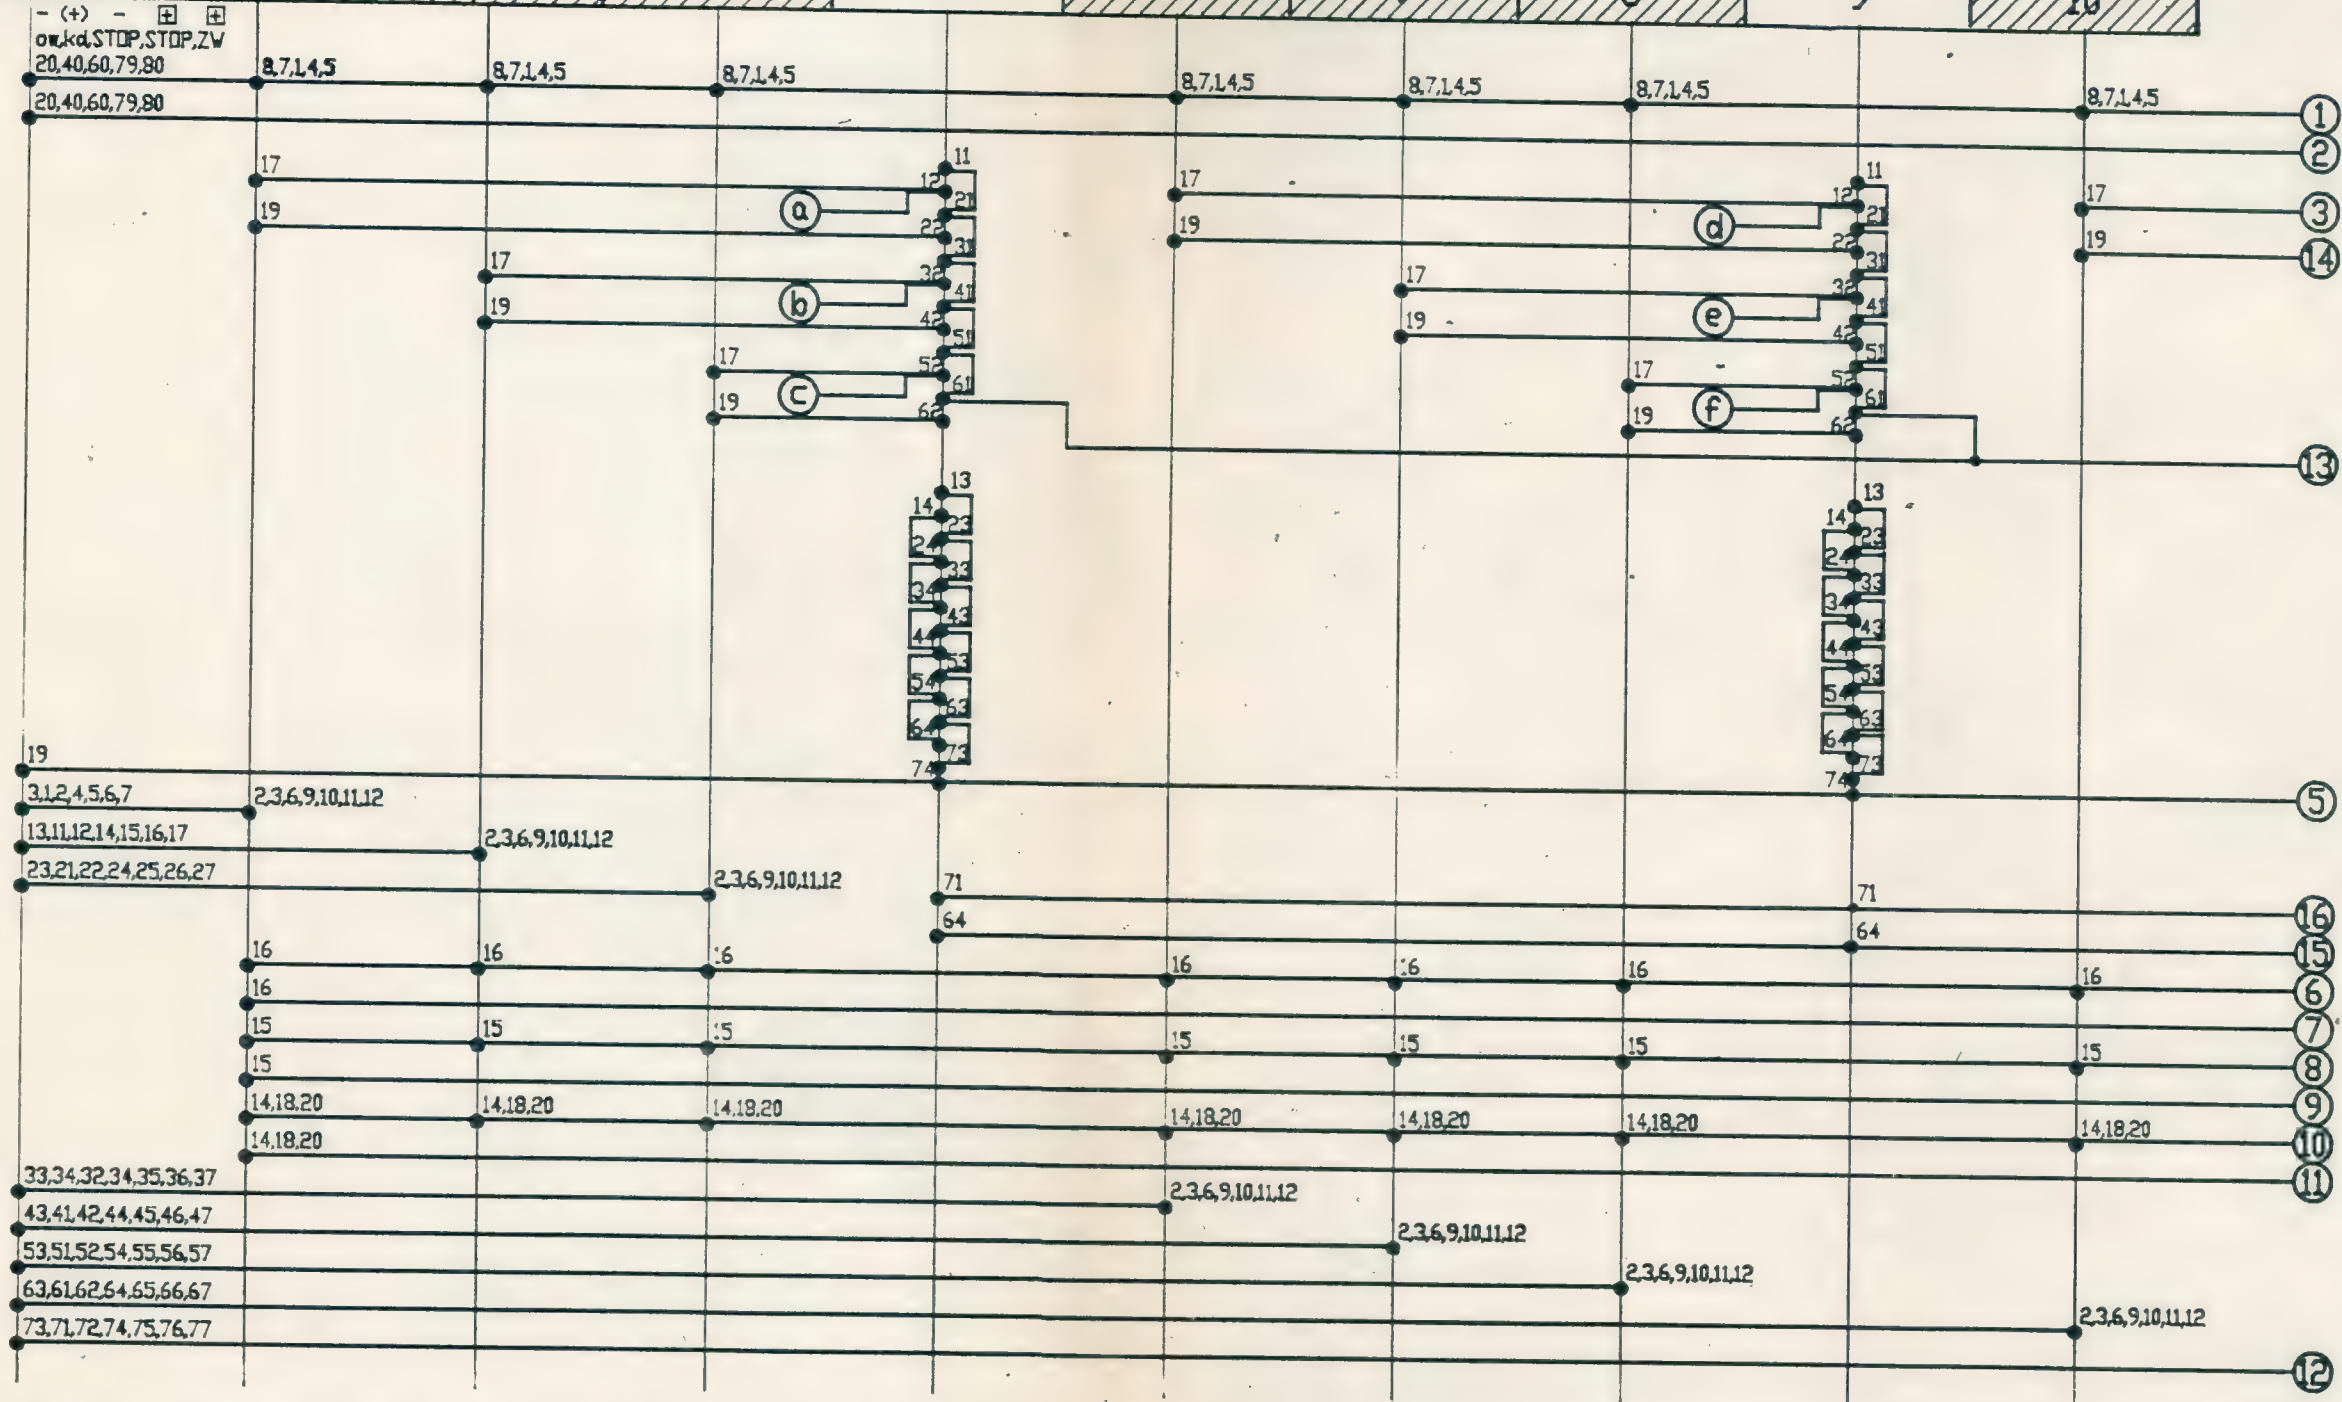 - (+) - + +
ow,kd,STOP,STOP,ZW
20,40,60,79,80 8,7,1,4,5 8,7,1,4,5 8,7,1,4,5 8,7,1,4,5 8,7,1,4,5 8,7,1,4,5 8,7,1,4,5 1
20,40,60,79,80 2
17 11 17 11 17 3
12 12
a 21 d 21
19 22 19 22 19 14
31 31
17 32 17 32
b 41 e 41
19 42 19 42
51 51
17 52 17 52
c 61 f 61
19 62 19 62
13
13 13
14 14
23 23
24 24
33 33
34 34
43 43
44 44
53 53
54 54
63 63
64 64
73 73
19 74 74 5
3,1,2,4,5,6,7 2,3,6,9,10,11,12
13,11,12,14,15,16,17 2,3,6,9,10,11,12
23,21,22,24,25,26,27 2,3,6,9,10,11,12
71 71 16
64 64 15
16 16 16 16 16 16 16 6
16 7
15 15 15 15 15 15 15 8
15 9
14,18,20 14,18,20 14,18,20 14,18,20 14,18,20 14,18,20 14,18,20 10
14,18,20 11
33,34,32,34,35,36,37 2,3,6,9,10,11,12
43,41,42,44,45,46,47 2,3,6,9,10,11,12
53,51,52,54,55,56,57 2,3,6,9,10,11,12
63,61,62,64,65,66,67 2,3,6,9,10,11,12
73,71,72,74,75,76,77 12